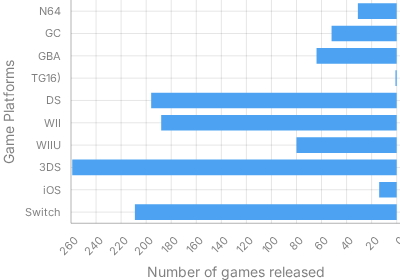 Game Platforms
N64
GC
GBA
TG16)
DS
WII
WIIU
3DS
iOS
Switch
260 240 220 200 180 160 140 120 100 80 60 40 20 0
Number of games released